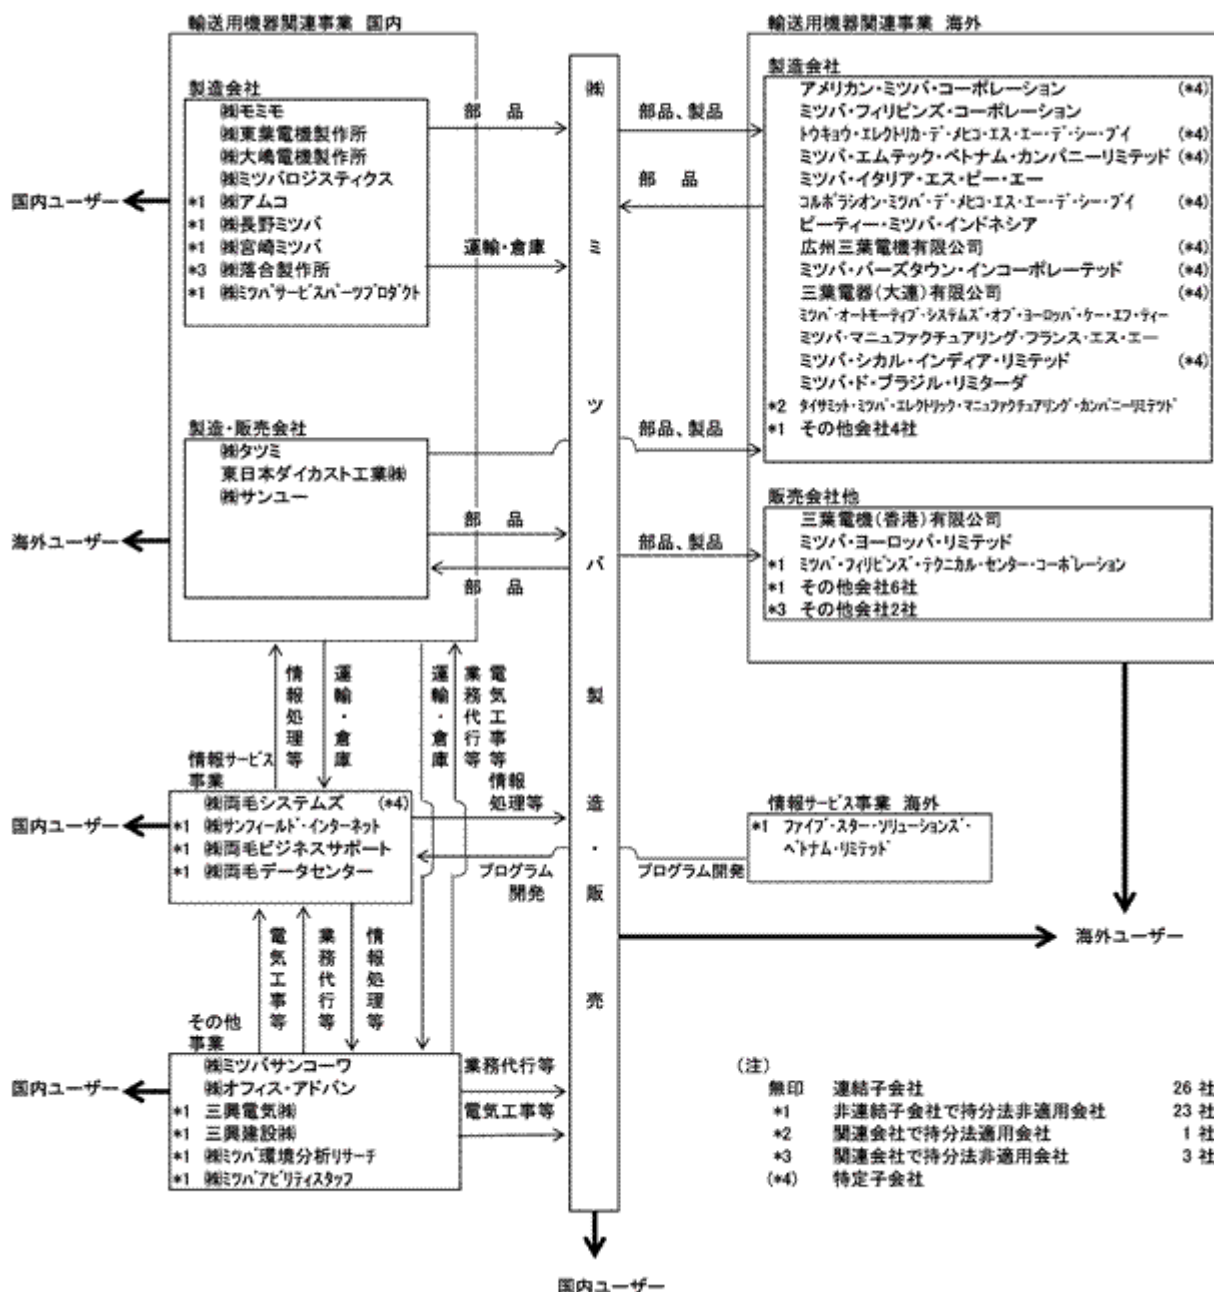 輸送用機器関連事業 国内
製造会社
㈱モミモ
㈱東葉電機製作所
㈱大嶋電機製作所
㈱ミツバロジスティクス
*1 ㈱アムコ
*1 ㈱長野ミツバ
*1 ㈱宮崎ミツバ
*3 ㈱落合製作所
*1 ㈱ミツバサービスパーツプロダクト
国内ユーザー
部 品
運輸・倉庫
製造・販売会社
㈱タツミ
東日本ダイカスト工業㈱
㈱サンユー
海外ユーザー
部 品
部 品
㈱ミツバ製造・販売
輸送用機器関連事業 海外
製造会社
アメリカン・ミツバ・コーポレーション (*4)
ミツバ・フィリピンズ・コーポレーション
トウキョウ・エレクトリカ・デ・メヒコ・エス・エー・デ・シー・ブイ (*4)
ミツバ・エムテック・ベトナム・カンパニーリミテッド (*4)
ミツバ・イタリア・エス・ピー・エー
コルポラシオン・ミツバ・デ・メヒコ・エス・エー・デ・シー・ブイ (*4)
ピーティー・ミツバ・インドネシア
広州三葉電機有限公司 (*4)
ミツバ・バーズタウン・インコーポレーテッド (*4)
三葉電器(大連)有限公司 (*4)
ミツバ・オートモーティブ・システムズ・オブ・ヨーロッパ・ケー・エフ・ティー
ミツバ・マニュファクチュアリング・フランス・エス・エー
ミツバ・シカル・インディア・リミテッド (*4)
ミツバ・ド・ブラジル・リミターダ
*2 タイサミット・ミツバ・エレクトリック・マニュファクチュアリング・カンパニーリミテッド
*1 その他会社4社
部品、製品
部 品
部品、製品
部品、製品
販売会社他
三葉電機(香港)有限公司
ミツバ・ヨーロッパ・リミテッド
*1 ミツバ・フィリピンズ・テクニカル・センター・コーポレーション
*1 その他会社6社
*3 その他会社2社
情報処理等
運輸・倉庫
運輸・倉庫
業務代行等
電気工事等
情報サービス
事業
㈱両毛システムズ (*4)
*1 ㈱サンフィールド・インターネット
*1 ㈱両毛ビジネスサポート
*1 ㈱両毛データセンター
国内ユーザー
情報
処理等
プログラム
開発
プログラム開発
情報サービス事業 海外
*1 ファイブ・スター・ソリューションズ・
ベトナム・リミテッド
海外ユーザー
電気工事等
業務代行等
情報処理等
その他
事業
㈱ミツバサンコーワ
㈱オフィス・アドバン
*1 三興電気㈱
*1 三興建設㈱
*1 ㈱ミツバ環境分析リサーチ
*1 ㈱ミツバアビリティスタッフ
国内ユーザー
業務代行等
電気工事等
国内ユーザー
(注)
無印 連結子会社 26 社
*1 非連結子会社で持分法非適用会社 23 社
*2 関連会社で持分法適用会社 1 社
*3 関連会社で持分法非適用会社 3 社
(*4) 特定子会社